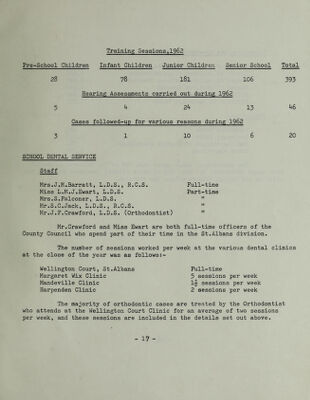 Training Sessions,1962
Pre-School Children Infant Children Junior Children Senior School Total
28 78 181 106 393
Hearing Assessments carried out during 1962
5 4 24 13 46
Cases followed-up for various reasons during 1962
3 1 10 6 20
SCHOOL DENTAL SERVICE
Staff
Mrs.J.M.Barratt, L.D.S., R.C.S. Full-time
Miss L.M.J.Ewart, L.D.S. Part-time
Mrs.S.Falconer, L.D.S. "
Mr.S.C.Jack, L.D.S., R.C.S. "
Mr.J.F.Crawford, L.D.S. (Orthodontist) "
Mr.Crawford and Miss Ewart are both full-time officers of the
County Council who spend part of their time in the St.Albans division.
The number of sessions worked per week at the various dental clinics
at the close of the year was as follows:-
Wellington Court, St.Albans Full-time
Margaret Wix Clinic 5 sessions per week
Mandeville Clinic 1½ sessions per week
Harpenden Clinic 2 sessions per week
The majority of orthodontic cases are treated by the Orthodontist
who attends at the Wellington Court Clinic for an average of two sessions
per week, and these sessions are included in the details set out above.
- 17 -